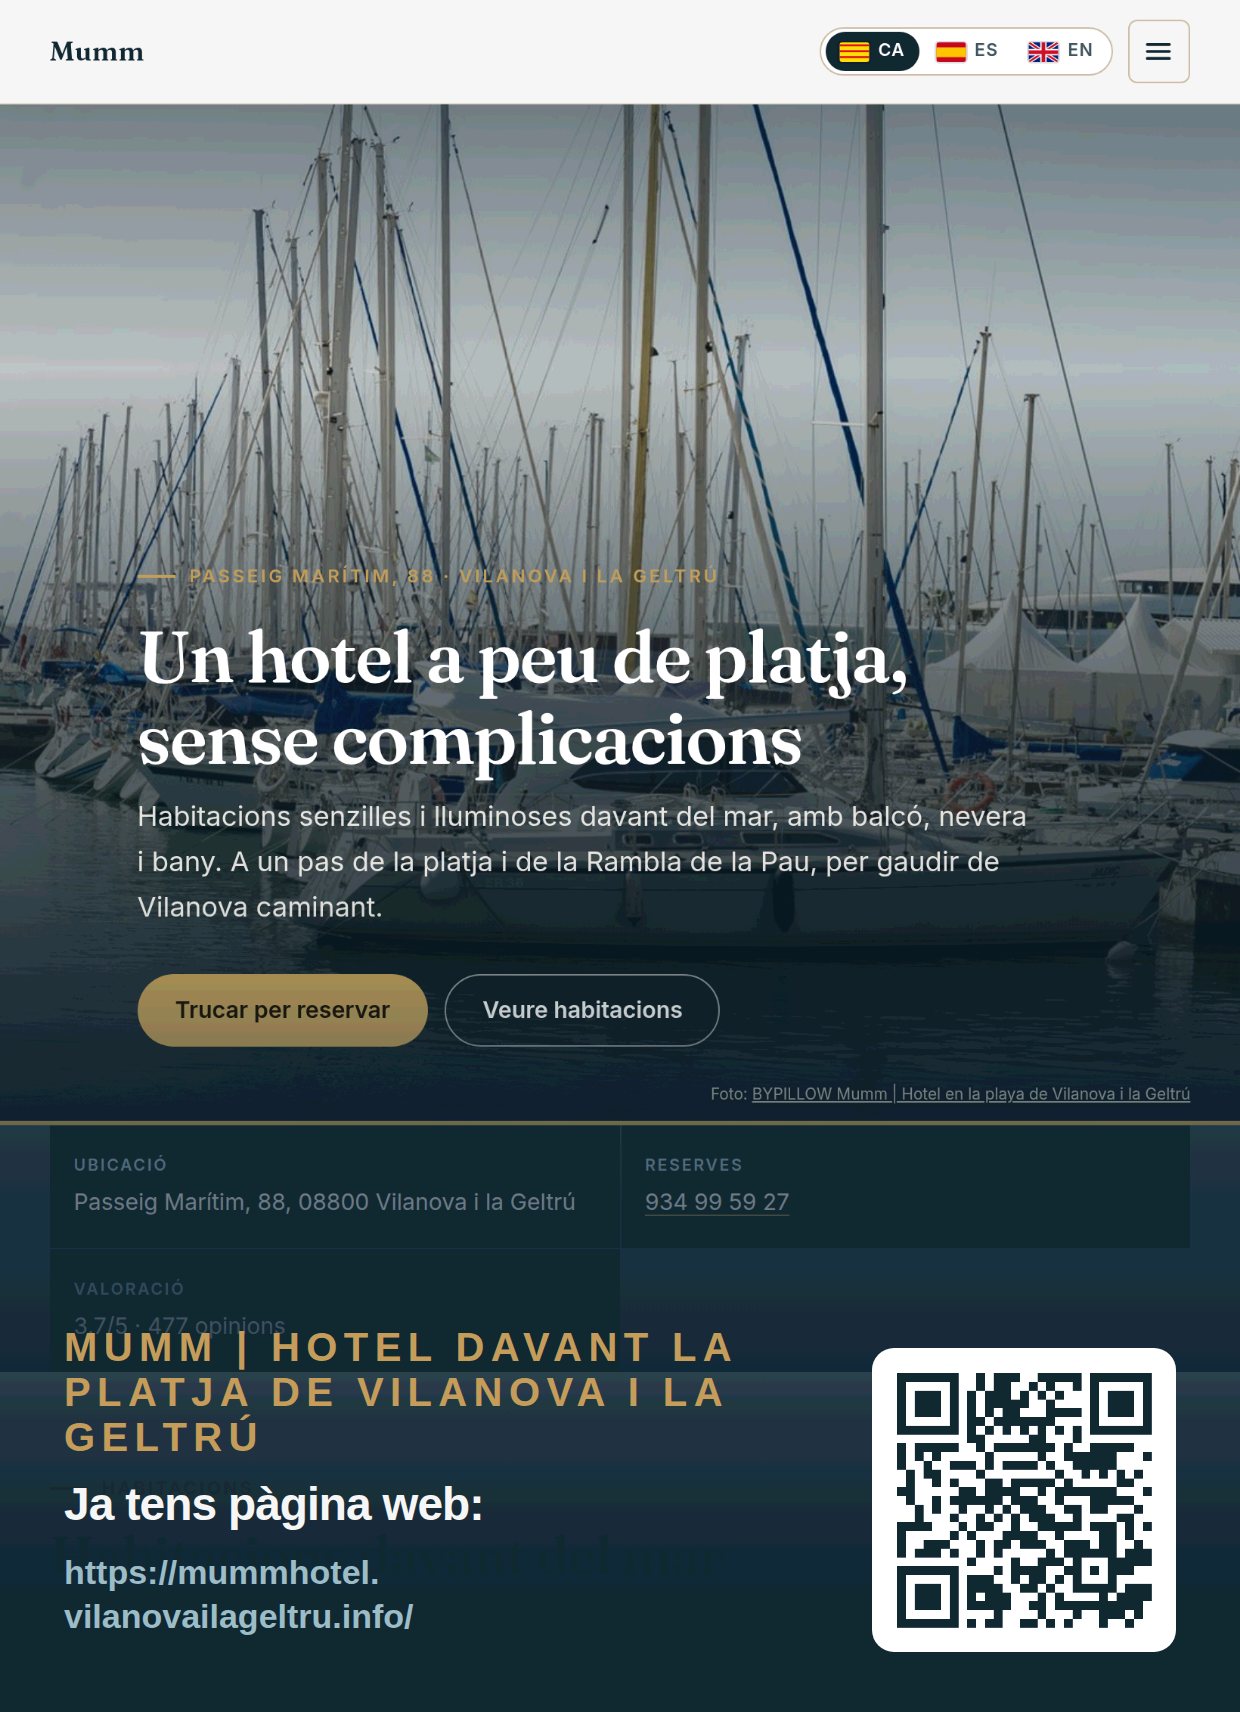 Mumm
CA
ES
EN
PASSEIG MARÍTIM, 88 · VILANOVA I LA GELTRÚ
Un hotel a peu de platja,
sense complicacions
Habitacions senzilles i lluminoses davant del mar, amb balcó, nevera
i bany. A un pas de la platja i de la Rambla de la Pau, per gaudir de
Vilanova caminant.
Trucar per reservar
Veure habitacions
Foto: BYPILLOW Mumm | Hotel en la playa de Vilanova i la Geltrú
UBICACIÓ
Passeig Marítim, 88, 08800 Vilanova i la Geltrú
RESERVES
934 99 59 27
VALORACIÓ
3,7/5 · 477 opinions
MUMM | HOTEL DAVANT LA
PLATJA DE VILANOVA I LA
GELTRÚ
HABITACIONS
Ja tens pàgina web:
https://mummhotel.
vilanovailageltru.info/